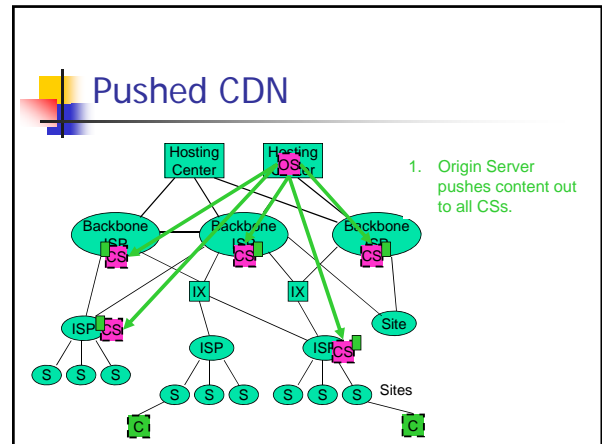 Pushed CDN
Hosting
Center
Hosting
Center
OS
1. Origin Server
pushes content out
to all CSs.
Backbone
ISP
Backbone
ISP
Backbone
ISP
CS
CS
CS
IX
IX
ISP
CS
Site
ISP
ISP
CS
S
S
S
S
S
S
S
S
S
Sites
C
C